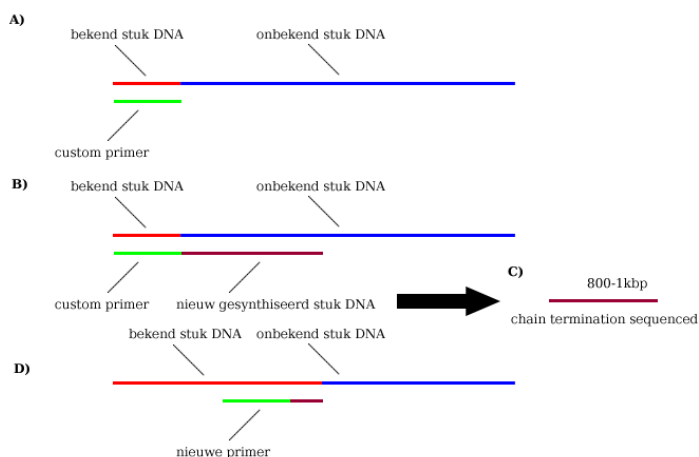 A)
bekend stuk DNA
onbekend stuk DNA
custom primer
B)
bekend stuk DNA
onbekend stuk DNA
custom primer
nieuw gesynthiseerd stuk DNA
C)
800-1kbp
chain termination sequenced
bekend stuk DNA
onbekend stuk DNA
D)
nieuwe primer